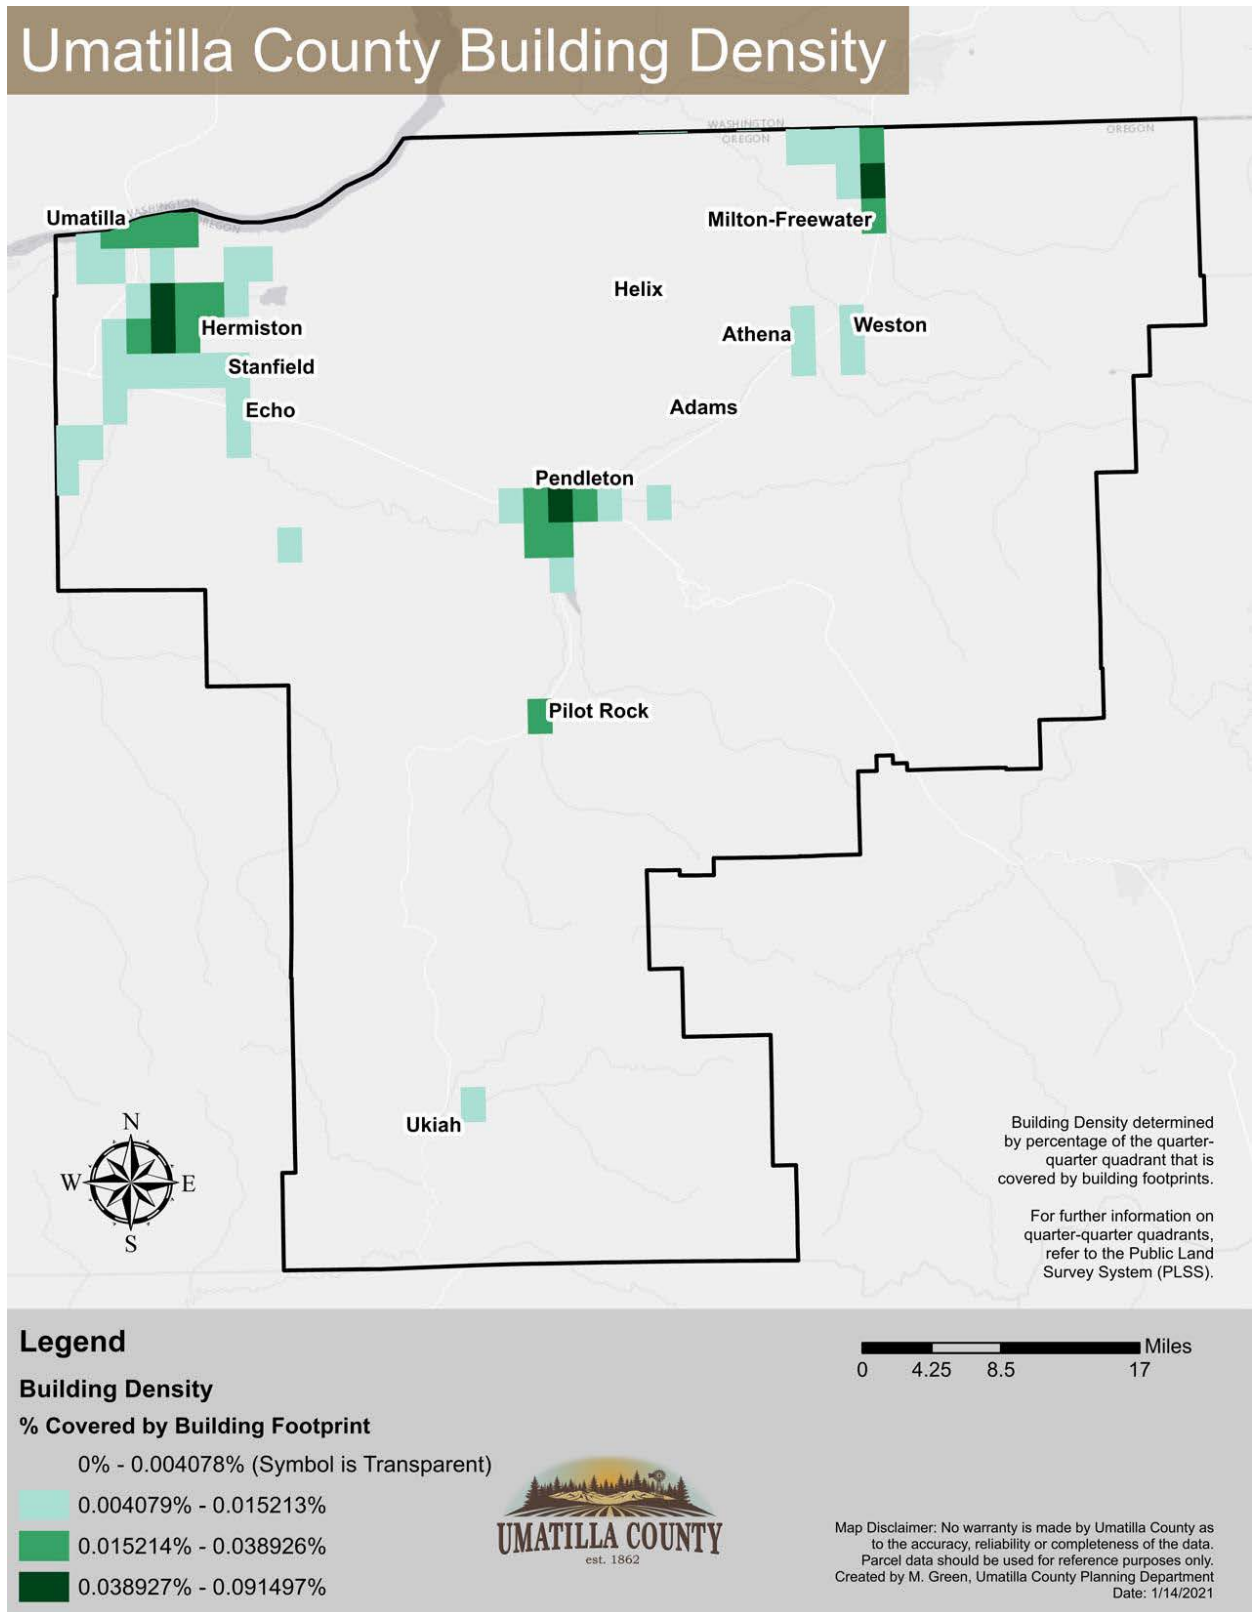 Umatilla County Building Density
WASHINGTON
OREGON
OREGON
WASHINGTON
OREGON
Umatilla
Milton-Freewater
Helix
Hermiston
Athena
Weston
Stanfield
Echo
Adams
Pendleton
Pilot Rock
Ukiah
N
W
E
S
Building Density determined
by percentage of the quarter-
quarter quadrant that is
covered by building footprints.
For further information on
quarter-quarter quadrants,
refer to the Public Land
Survey System (PLSS).
Legend
Building Density
% Covered by Building Footprint
0% - 0.004078% (Symbol is Transparent)
0.004079% - 0.015213%
0.015214% - 0.038926%
0.038927% - 0.091497%
Miles
0 4.25 8.5 17
UMATILLA COUNTY
est. 1862
Map Disclaimer: No warranty is made by Umatilla County as
to the accuracy, reliability or completeness of the data.
Parcel data should be used for reference purposes only.
Created by M. Green, Umatilla County Planning Department
Date: 1/14/2021